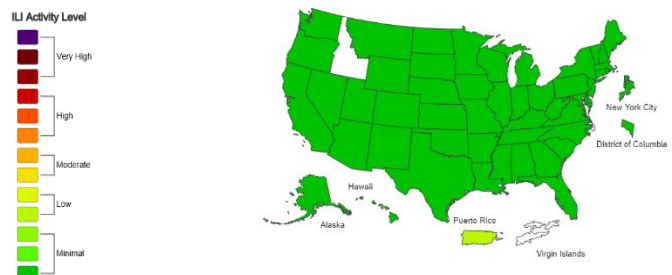 ILI Activity Level
Very High
High
Moderate
Low
Minimal
New York City
District of Columbia
Hawaii
Alaska
Puerto Rico
Virgin Islands